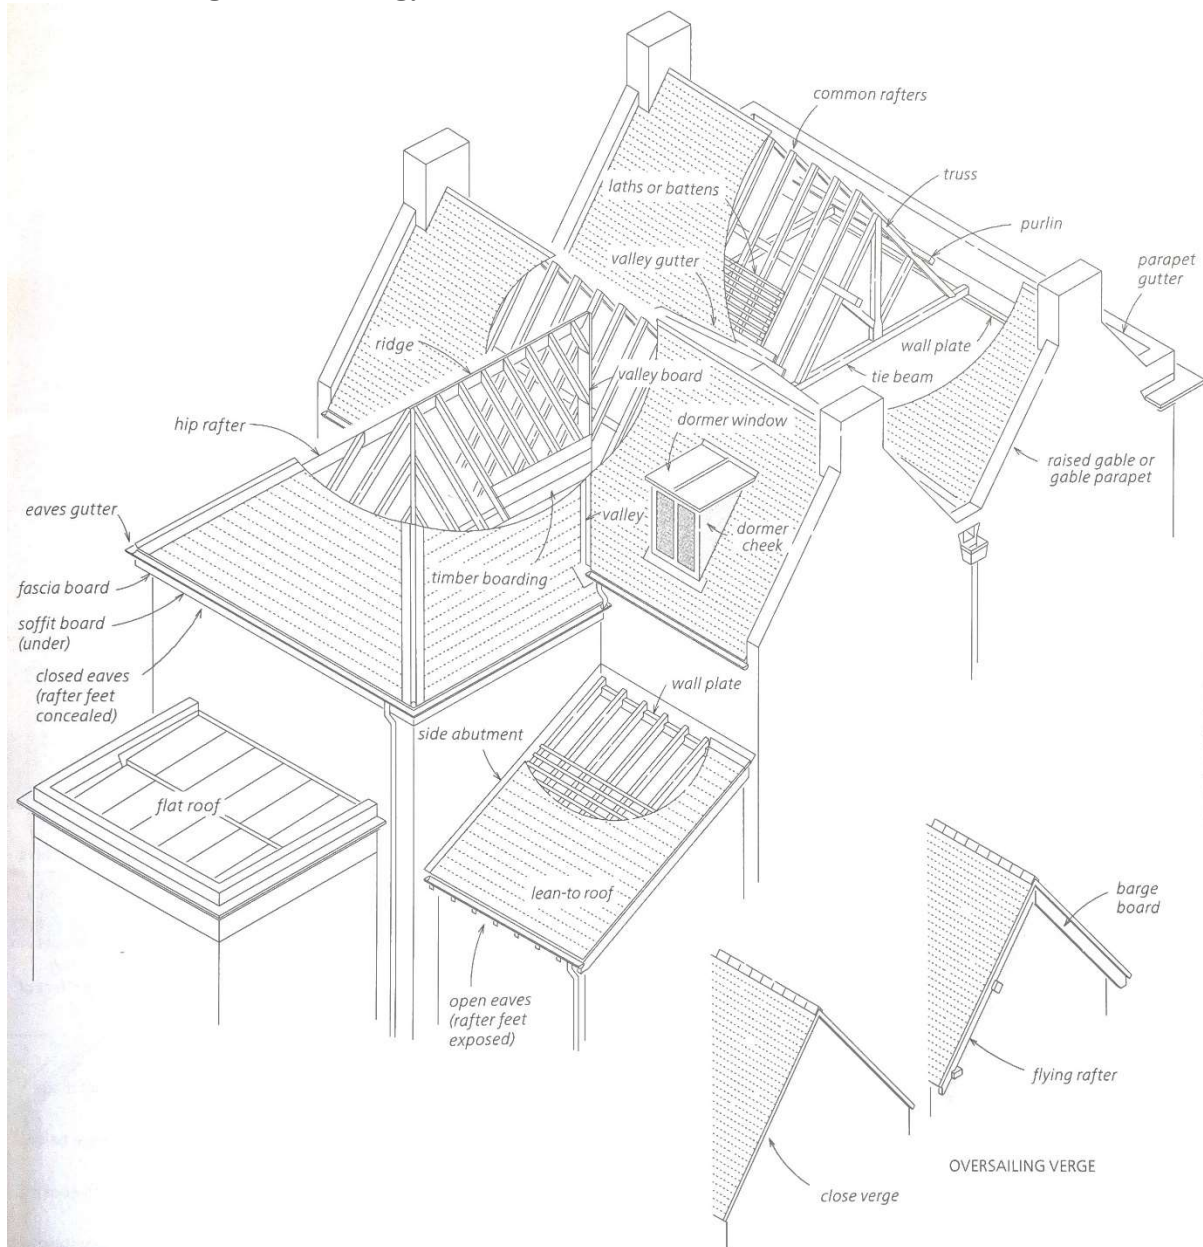 common rafters
truss
laths or battens
purlin
valley gutter
parapet
gutter
ridge
wall plate
valley board
tie beam
hip rafter
dormer window
raised gable or
gable parapet
eaves gutter
valley
dormer
cheek
fascia board
timber boarding
soffit board
(under)
closed eaves
(rafter feet
concealed)
wall plate
side abutment
flat roof
lean-to roof
barge
board
open eaves
(rafter feet
exposed)
flying rafter
OVERSAILING VERGE
close verge